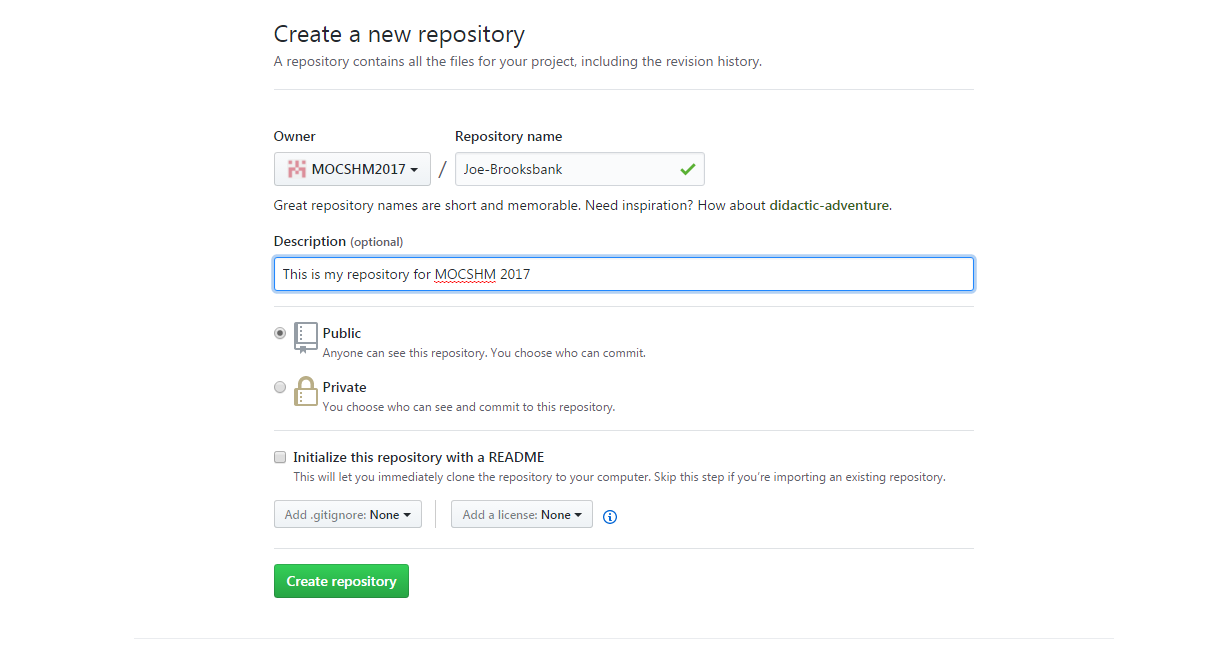 Create a new repository
A repository contains all the files for your project, including the revision history.
Owner
Repository name
MOCSHM2017 / Joe-Brooksbank
Great repository names are short and memorable. Need inspiration? How about didactic-adventure.
Description (optional)
This is my repository for MOCSHM 2017
Public
Anyone can see this repository. You choose who can commit.
Private
You choose who can see and commit to this repository.
Initialize this repository with a README
This will let you immediately clone the repository to your computer. Skip this step if you’re importing an existing repository.
Add .gitignore: None
Add a license: None
Create repository